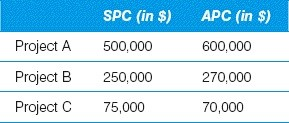 SPC (in $) APC (in $)
Project A 500,000 600,000
Project B 250,000 270,000
Project C 75,000 70,000